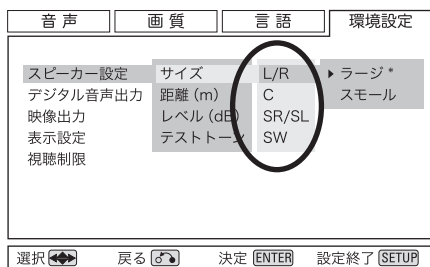 音声 画質 言語 環境設定
スピーカー設定 サイズ L/R ▶ ラージ*
デジタル音声出力 距離(m) C スモール
映像出力 レベル(dB) SR/SL
表示設定 テストトーン SW
視聴制限
選択 戻る 決定 ENTER 設定終了 SETUP